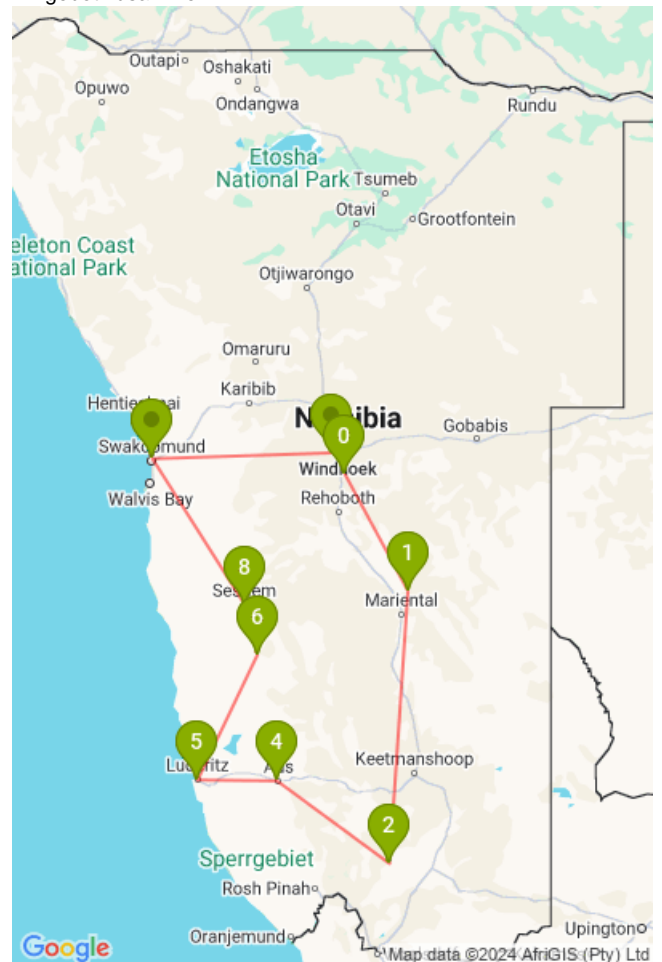 Outapi
Oshakati
Opuwo
Ondangwa
Rundu
Etosha
National Park
Tsumeb
Otavi
Grootfontein
eleton Coast
ational Park
Otjiwarongo
Omaruru
Karibib
Gobabis
0
Swakopmund
Windhoek
Walvis Bay
Rehoboth
1
8
Mariental
6
5
4
Keetmanshoop
2
Sperrgebiet
Rosh Pinah
Oranjemund
Upington
Google
Map data ©2024 AfriGIS (Pty) Ltd